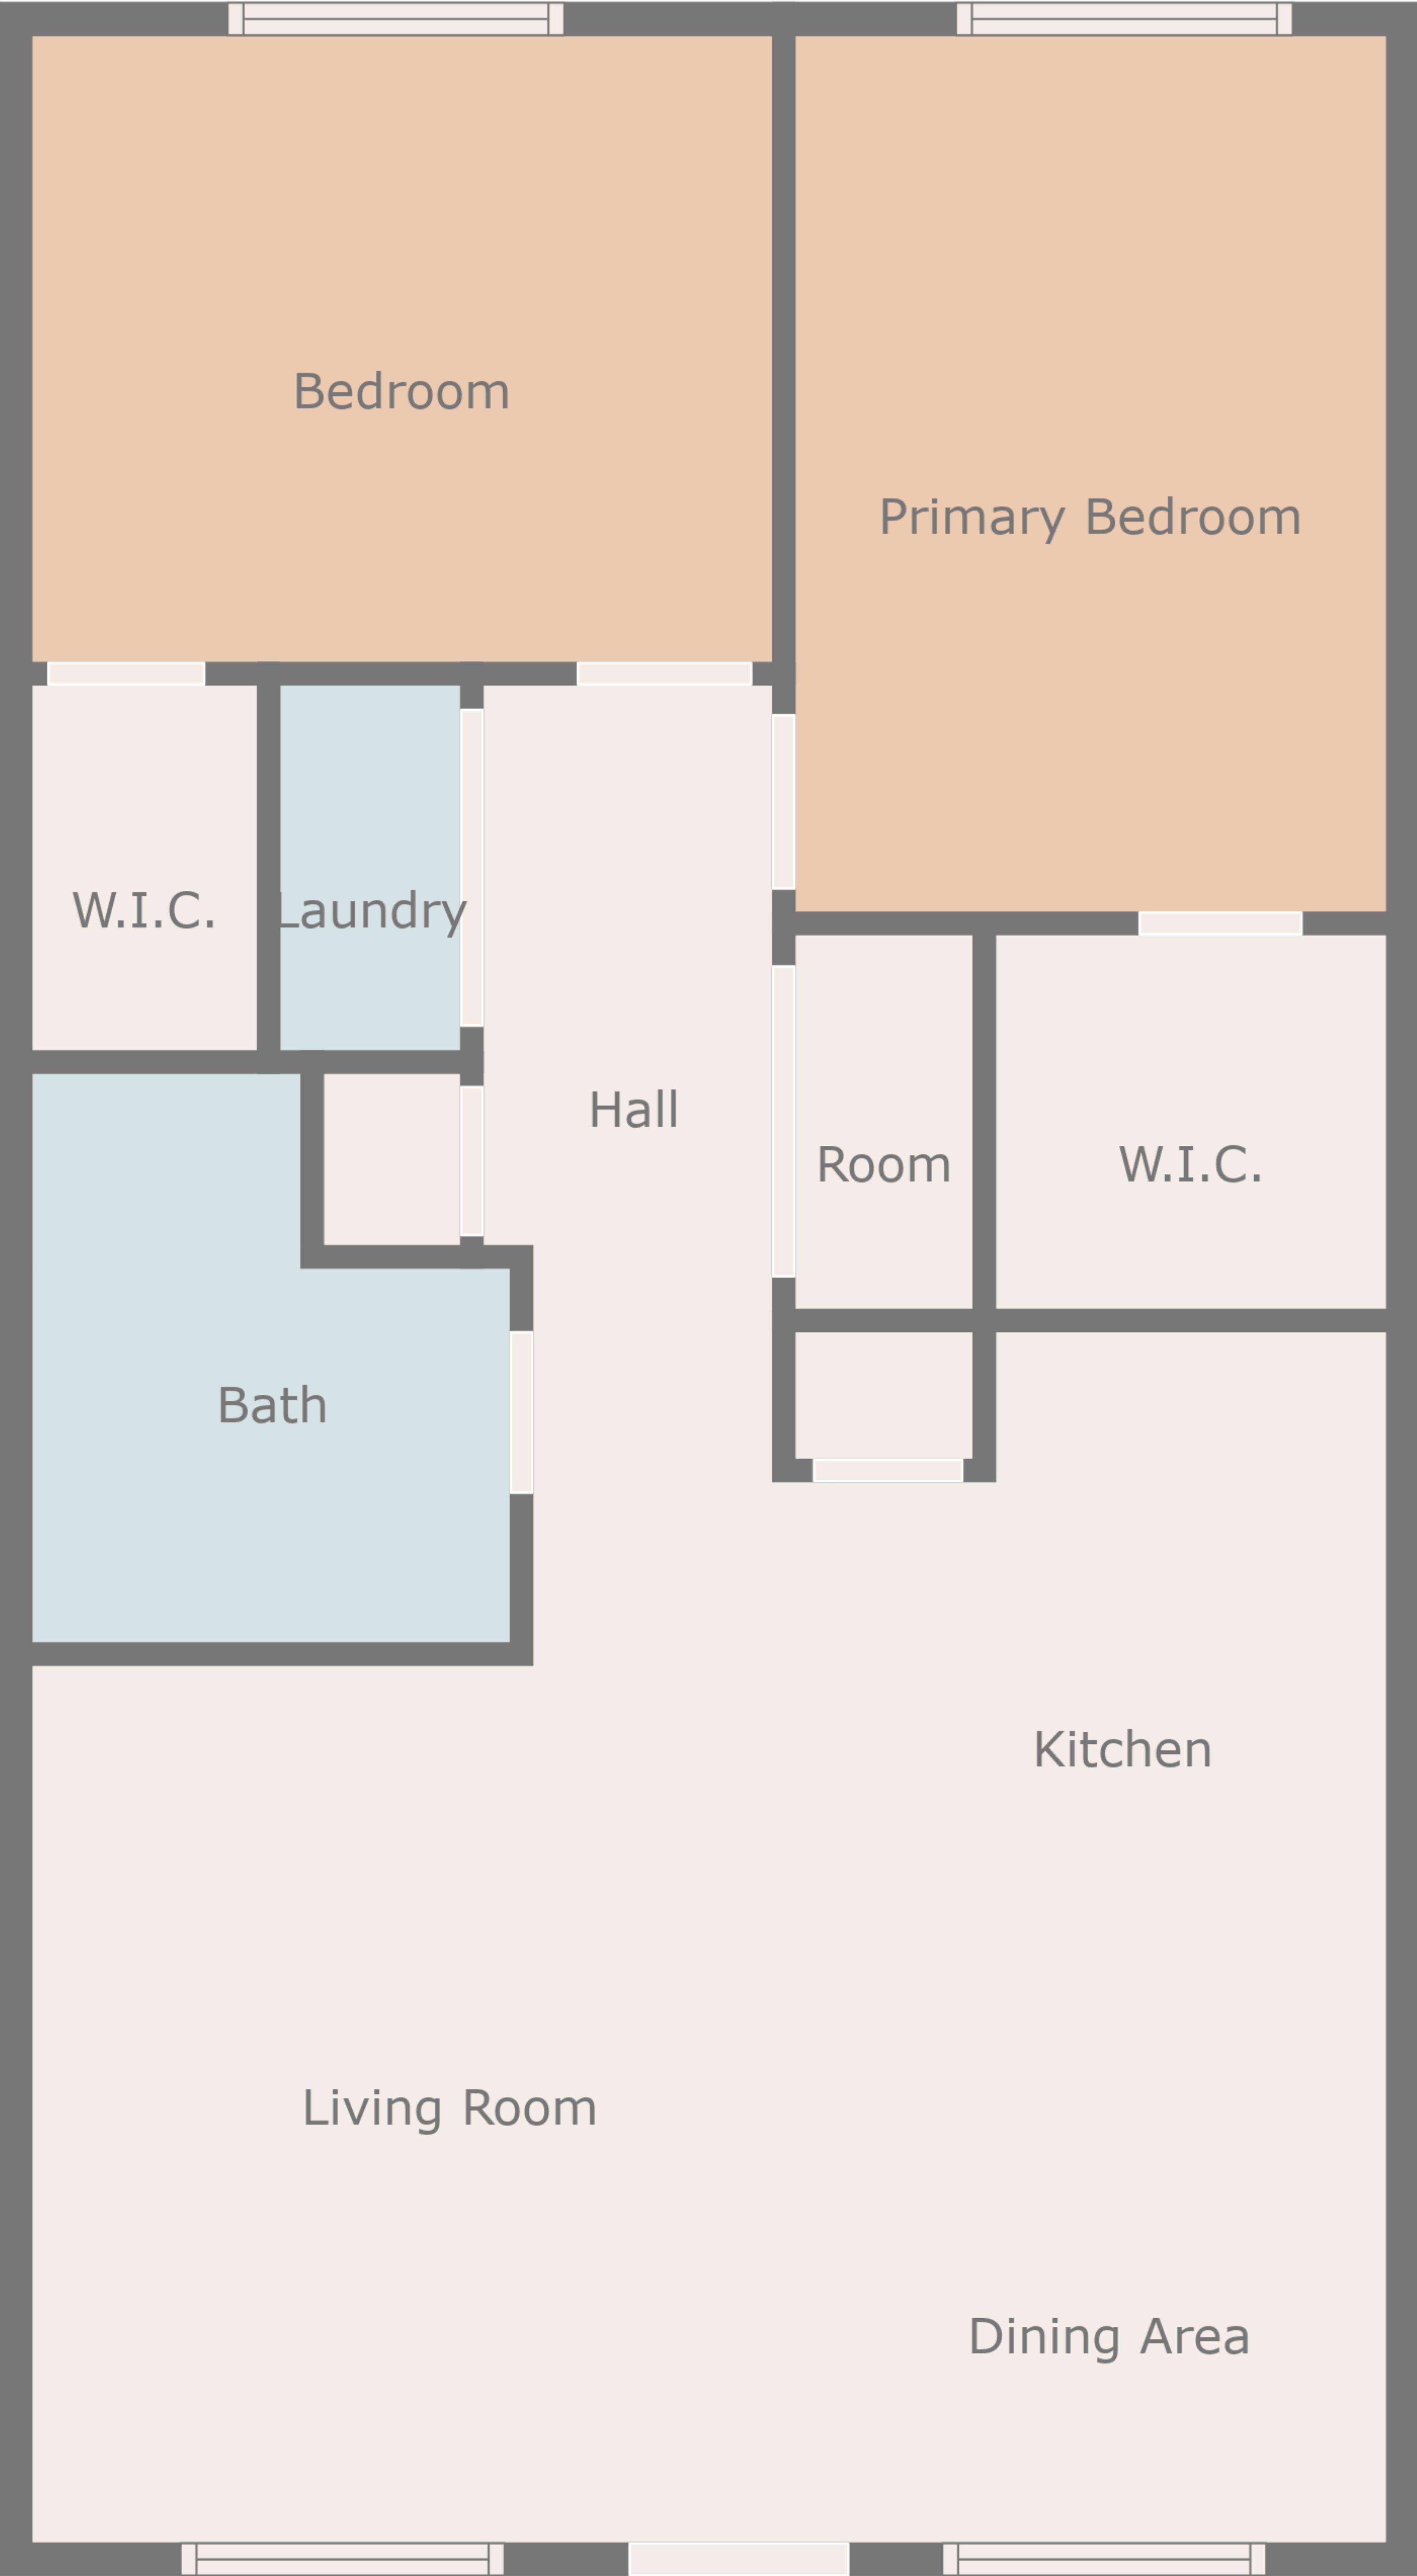 Bedroom
Primary Bedroom
W.I.C.
Laundry
Hall
Room
W.I.C.
Bath
Kitchen
Living Room
Dining Area